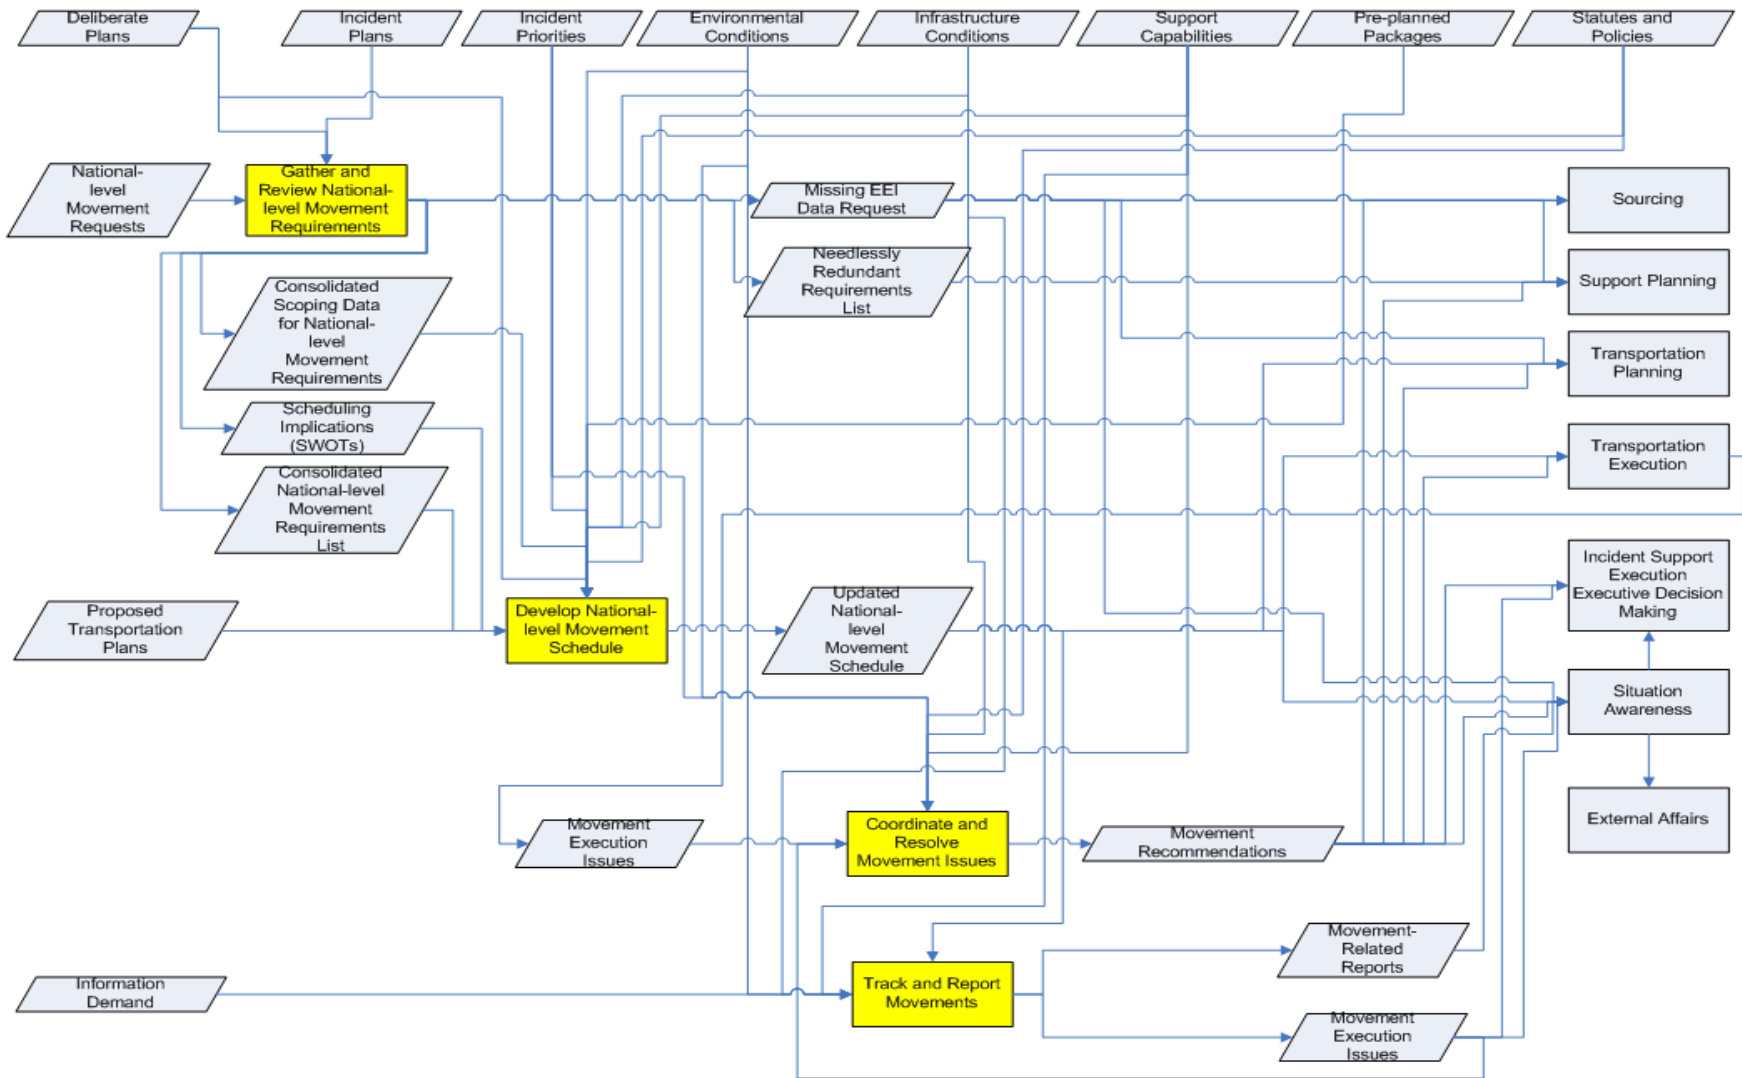 Deliberate
Plans
Incident
Plans
Incident
Priorities
Environmental
Conditions
Infrastructure
Conditions
Support
Capabilities
Pre-planned
Packages
Statutes and
Policies
National-
level
Movement
Requests
Gather and
Review National-
level Movement
Requirements
Missing EEI
Data Request
Sourcing
Needlessly
Redundant
Requirements
List
Support Planning
Consolidated
Scoping Data
for National-
level
Movement
Requirements
Transportation
Planning
Scheduling
Implications
(SWOTs)
Transportation
Execution
Consolidated
National-level
Movement
Requirements
List
Incident Support
Execution
Executive Decision
Making
Proposed
Transportation
Plans
Develop National-
level Movement
Schedule
Updated
National-
level
Movement
Schedule
Situation
Awareness
External Affairs
Movement
Execution
Issues
Coordinate and
Resolve
Movement Issues
Movement
Recommendations
Movement-
Related
Reports
Information
Demand
Track and Report
Movements
Movement
Execution
Issues